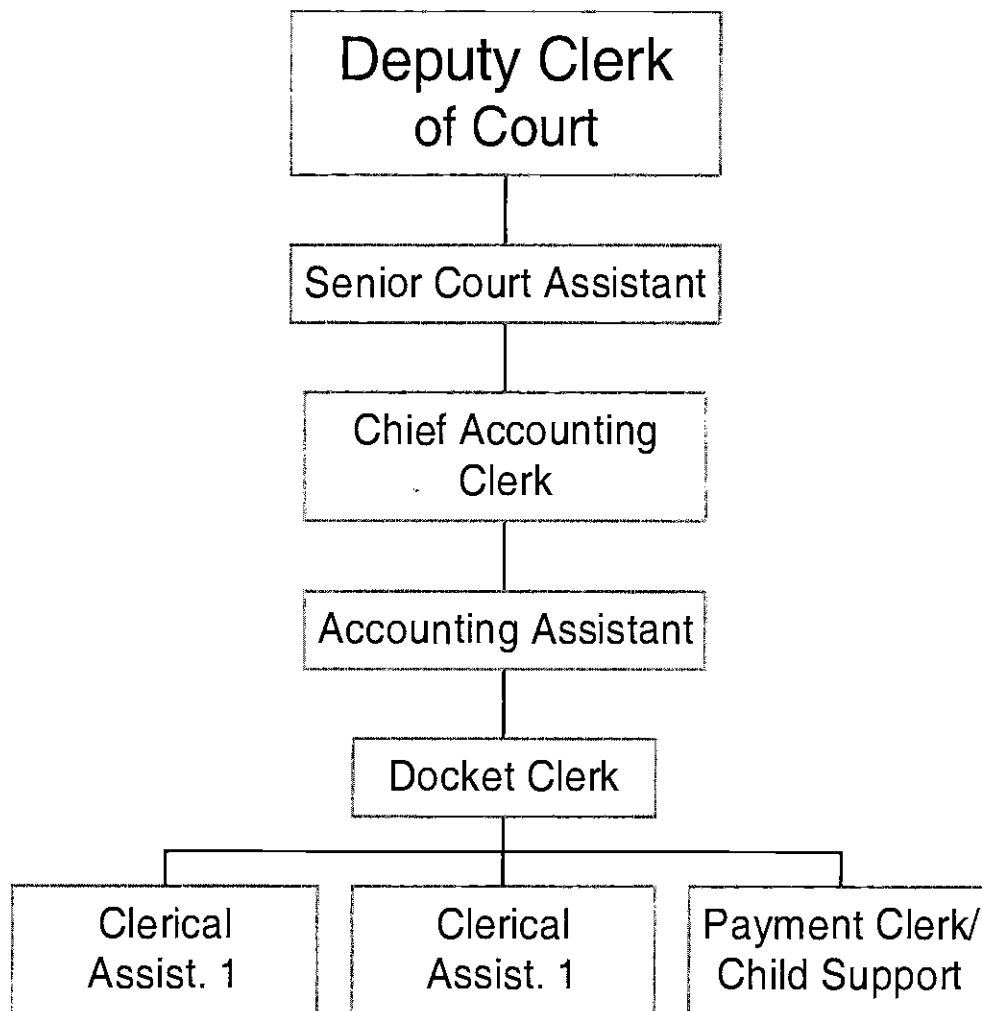 Deputy Clerk
of Court
Senior Court Assistant
Chief Accounting
Clerk
Accounting Assistant
Docket Clerk
Clerical
Assist. 1
Clerical
Assist. 1
Payment Clerk/
Child Support